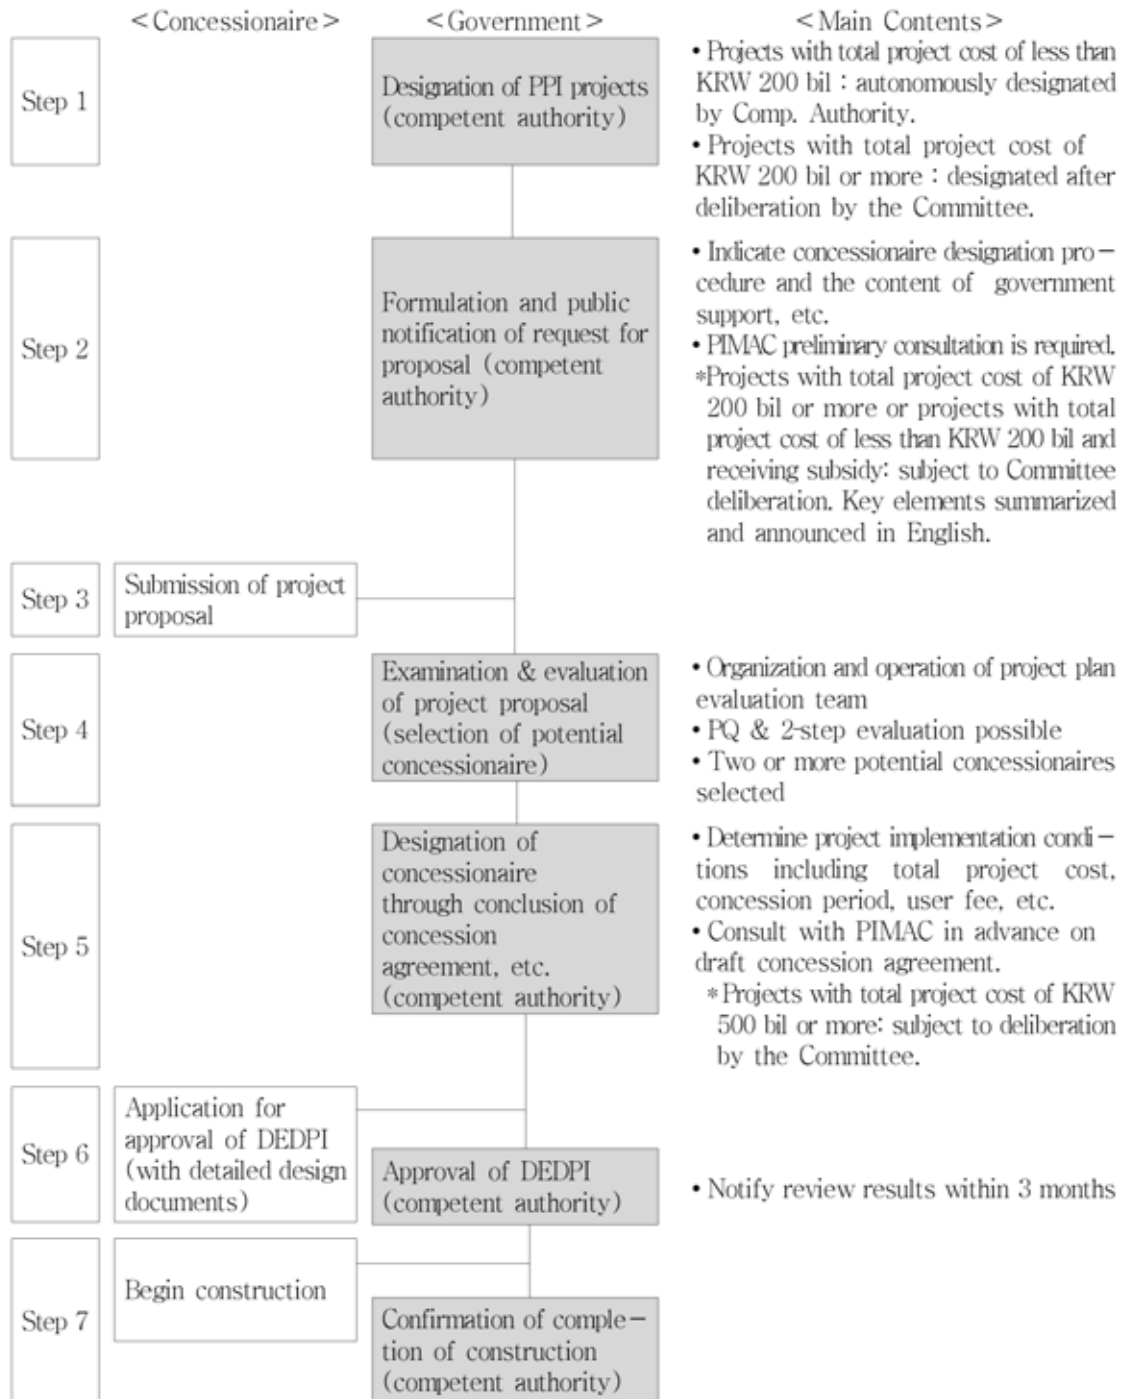 <Concessionaire>
<Government>
<Main Contents>
Step 1
Designation of PPI projects
(competent authority)
• Projects with total project cost of less than
KRW 200 bil : autonomously designated
by Comp. Authority.
• Projects with total project cost of
KRW 200 bil or more : designated after
deliberation by the Committee.
Step 2
Formulation and public
notification of request for
proposal (competent
authority)
• Indicate concessionaire designation pro-
cedure and the content of government
support, etc.
• PIMAC preliminary consultation is required.
*Projects with total project cost of KRW
200 bil or more or projects with total
project cost of less than KRW 200 bil and
receiving subsidy: subject to Committee
deliberation. Key elements summarized
and announced in English.
Step 3
Submission of project
proposal
Step 4
Examination & evaluation
of project proposal
(selection of potential
concessionaire)
• Organization and operation of project plan
evaluation team
• PQ & 2-step evaluation possible
• Two or more potential concessionaires
selected
Step 5
Designation of
concessionaire
through conclusion of
concession
agreement, etc.
(competent authority)
• Determine project implementation condi-
tions including total project cost,
concession period, user fee, etc.
• Consult with PIMAC in advance on
draft concession agreement.
*Projects with total project cost of KRW
500 bil or more: subject to deliberation
by the Committee.
Step 6
Application for
approval of DEDPI
(with detailed design
documents)
Approval of DEDPI
(competent authority)
• Notify review results within 3 months
Step 7
Begin construction
Confirmation of comple-
tion of construction
(competent authority)